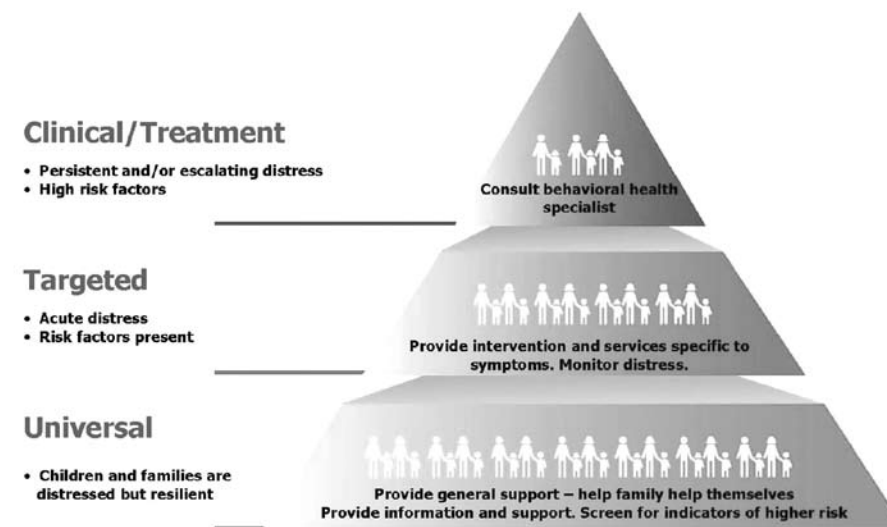 Clinical/Treatment
• Persistent and/or escalating distress
• High risk factors
Consult behavioral health
specialist
Targeted
• Acute distress
• Risk factors present
Provide intervention and services specific to
symptoms. Monitor distress.
Universal
• Children and families are
distressed but resilient
Provide general support – help family help themselves
Provide information and support. Screen for indicators of higher risk